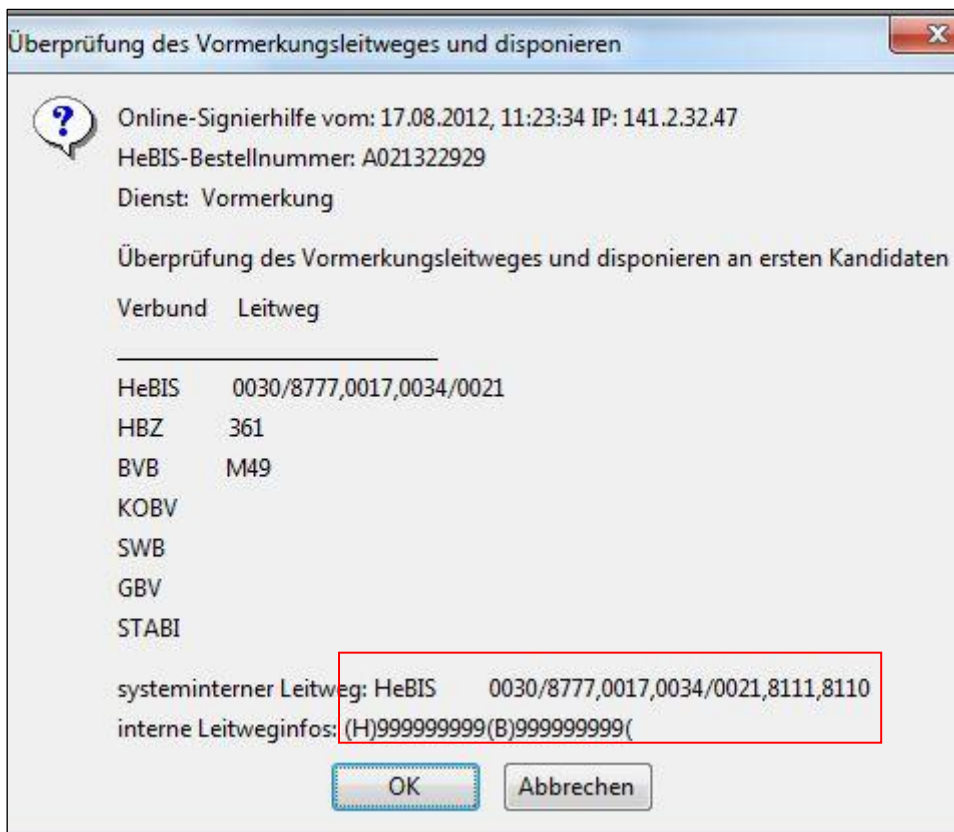 Überprüfung des Vormerkungsleitweges und disponieren
Online-Signierhilfe vom: 17.08.2012, 11:23:34 IP: 141.2.32.47
HeBIS-Bestellnummer: A021322929
Dienst: Vormerkung
Überprüfung des Vormerkungsleitweges und disponieren an ersten Kandidaten
Verbund Leitweg
HeBIS 0030/8777,0017,0034/0021
HBZ 361
BVB M49
KOBV
SWB
GBV
STABI
systeminterner Leitweg: HeBIS 0030/8777,0017,0034/0021,8111,8110
interne Leitweginfos: (H)999999999(B)999999999(
OK Abbrechen